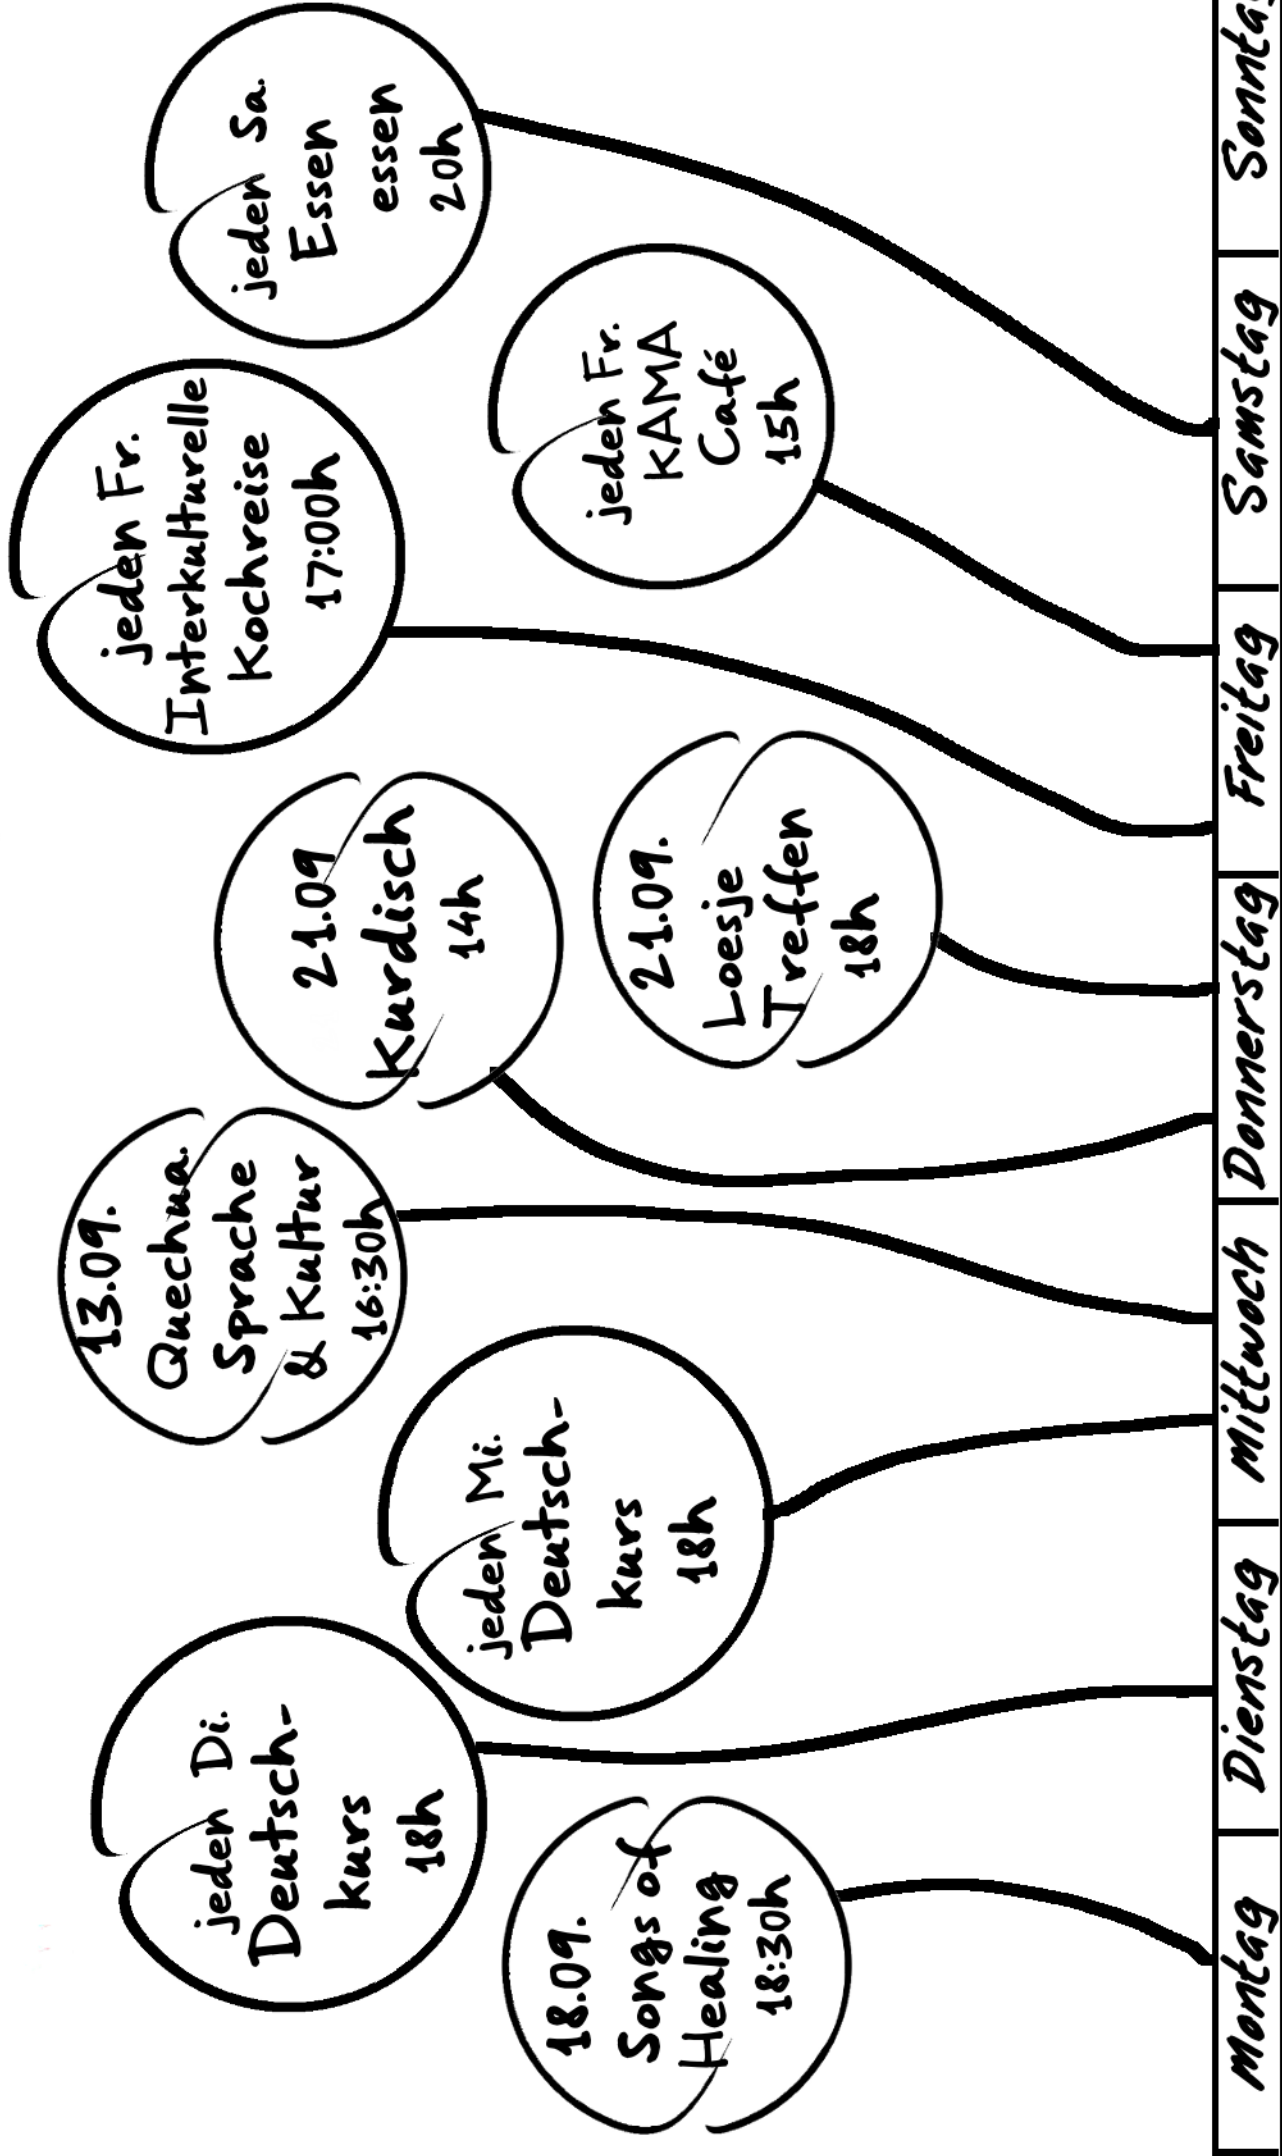 jeden Di.
Deutsch-
kurs
18h
18.09.
Songs of
Healing
18:30h
jeden Mi.
Deutsch-
kurs
18h
13.09.
Quechua.
Sprache
& Kultur
16:30h
21.09
Kurdisch
14h
21.09.
Loesje
Treffen
18h
jeden Fr.
Interkulturelle
Kochreise
17:00h
jeden Fr.
KAMA
Café
15h
jeden Sa.
Essen
essen
20h
Montag
Dienstag
Mittwoch
Donnerstag
Freitag
Samstag
Sonntag